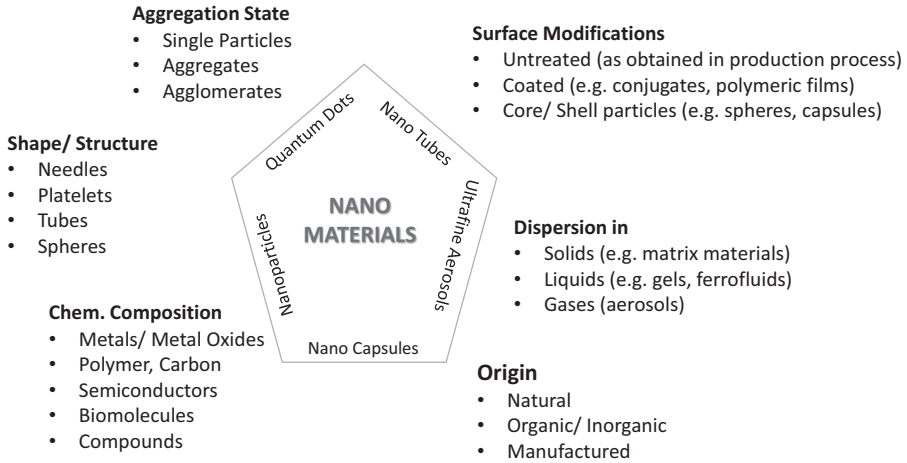 Aggregation State
• Single Particles
• Aggregates
• Agglomerates
Surface Modifications
• Untreated (as obtained in production process)
• Coated (e.g. conjugates, polymeric films)
• Core/ Shell particles (e.g. spheres, capsules)
Shape/ Structure
• Needles
• Platelets
• Tubes
• Spheres
Quantum Dots
Nano Tubes
NANO
MATERIALS
Nanoparticles
Ultrafine Aerosols
Nano Capsules
Dispersion in
• Solids (e.g. matrix materials)
• Liquids (e.g. gels, ferrofluids)
• Gases (aerosols)
Chem. Composition
• Metals/ Metal Oxides
• Polymer, Carbon
• Semiconductors
• Biomolecules
• Compounds
Origin
• Natural
• Organic/ Inorganic
• Manufactured